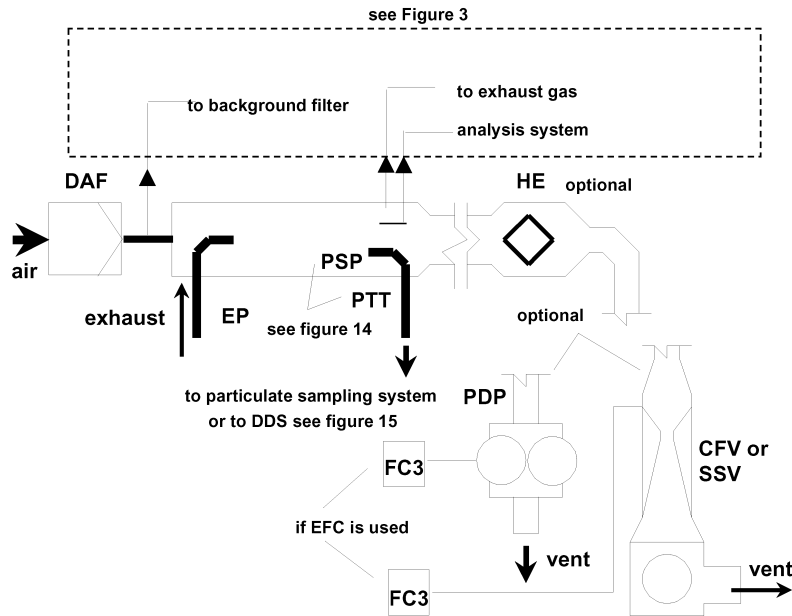 see Figure 3
to exhaust gas
to background filter
analysis system
DAF
HE optional
air
PSP
exhaust
EP
PTT
see figure 14
optional
to particulate sampling system
or to DDS see figure 15
PDP
CFV or
SSV
FC3
if EFC is used
vent
vent
FC3